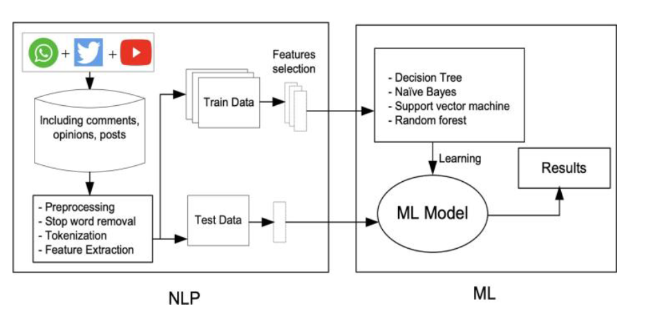 + +
Including comments,
opinions, posts
- Preprocessing
- Stop word removal
- Tokenization
- Feature Extraction
Train Data
Features
selection
Test Data
NLP
- Decision Tree
- Naïve Bayes
- Support vector machine
- Random forest
Learning
ML Model
Results
ML